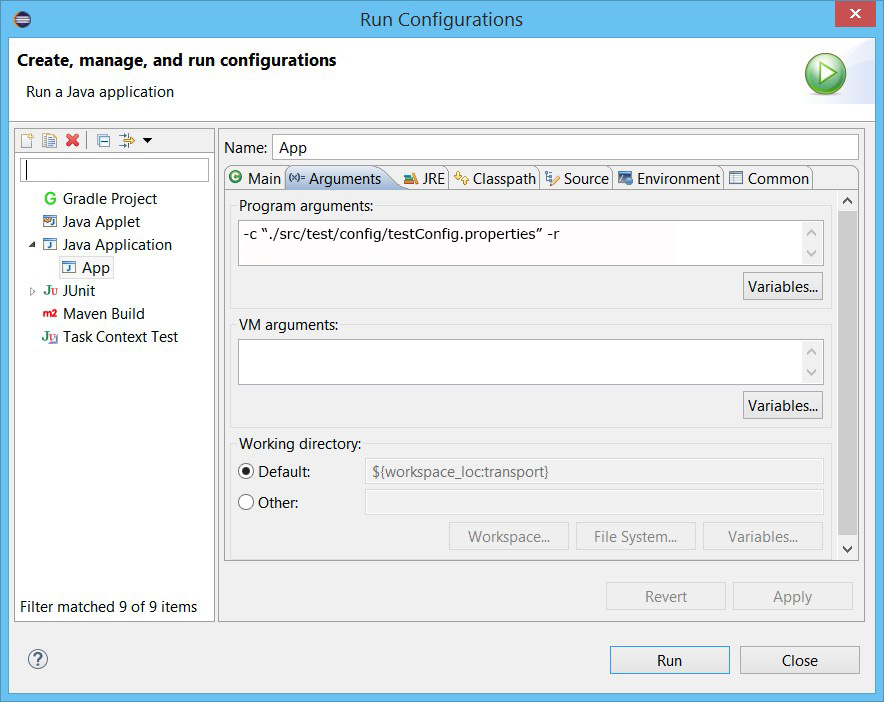 Run Configurations
Create, manage, and run configurations
Run a Java application
Name: App
Main (x)= Arguments JRE Classpath Source Environment Common
Gradle Project
Java Applet
Java Application
App
JU JUnit
m2 Maven Build
JU Task Context Test
Filter matched 9 of 9 items
Program arguments:
-c “./src/test/config/testConfig.properties” -r
Variables...
VM arguments:
Variables...
Working directory:
Default: ${workspace_loc:transport}
Other:
Workspace... File System... Variables...
Revert Apply
Run Close